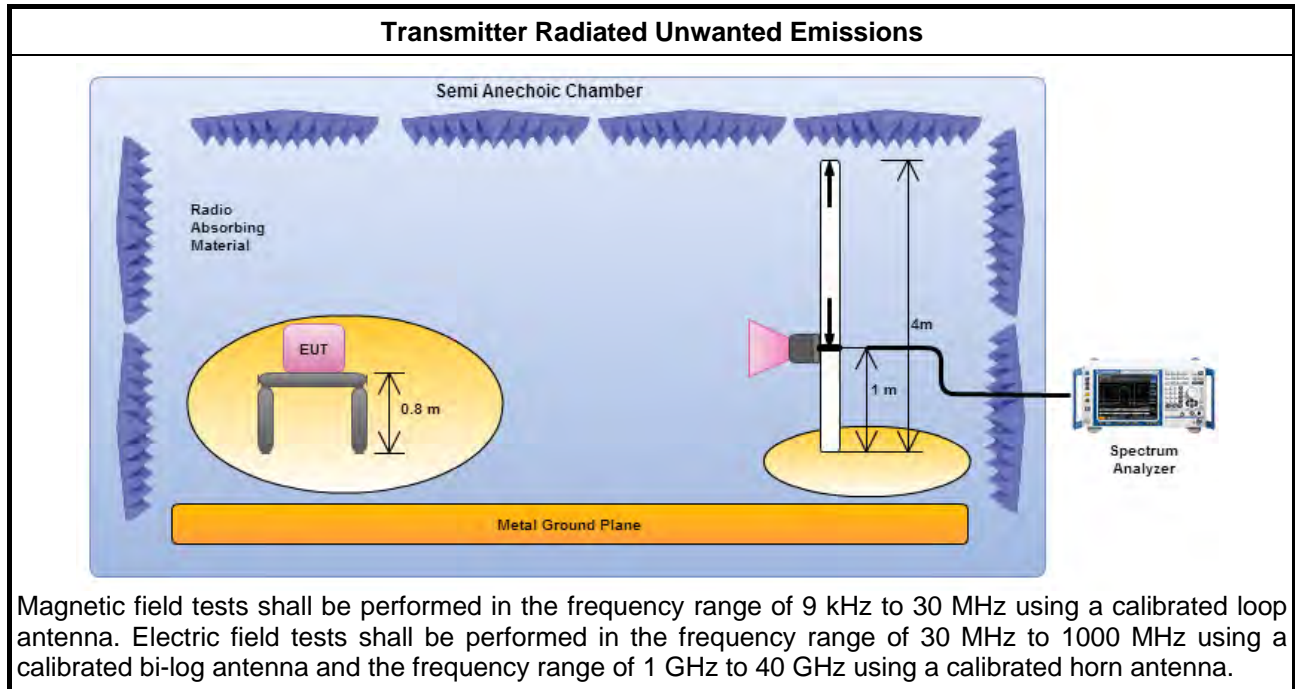 Transmitter Radiated Unwanted Emissions
Semi Anechoic Chamber
Radio
Absorbing
Material
EUT
0.8 m
4m
1 m
Spectrum
Analyzer
Metal Ground Plane
Magnetic field tests shall be performed in the frequency range of 9 kHz to 30 MHz using a calibrated loop
antenna. Electric field tests shall be performed in the frequency range of 30 MHz to 1000 MHz using a
calibrated bi-log antenna and the frequency range of 1 GHz to 40 GHz using a calibrated horn antenna.